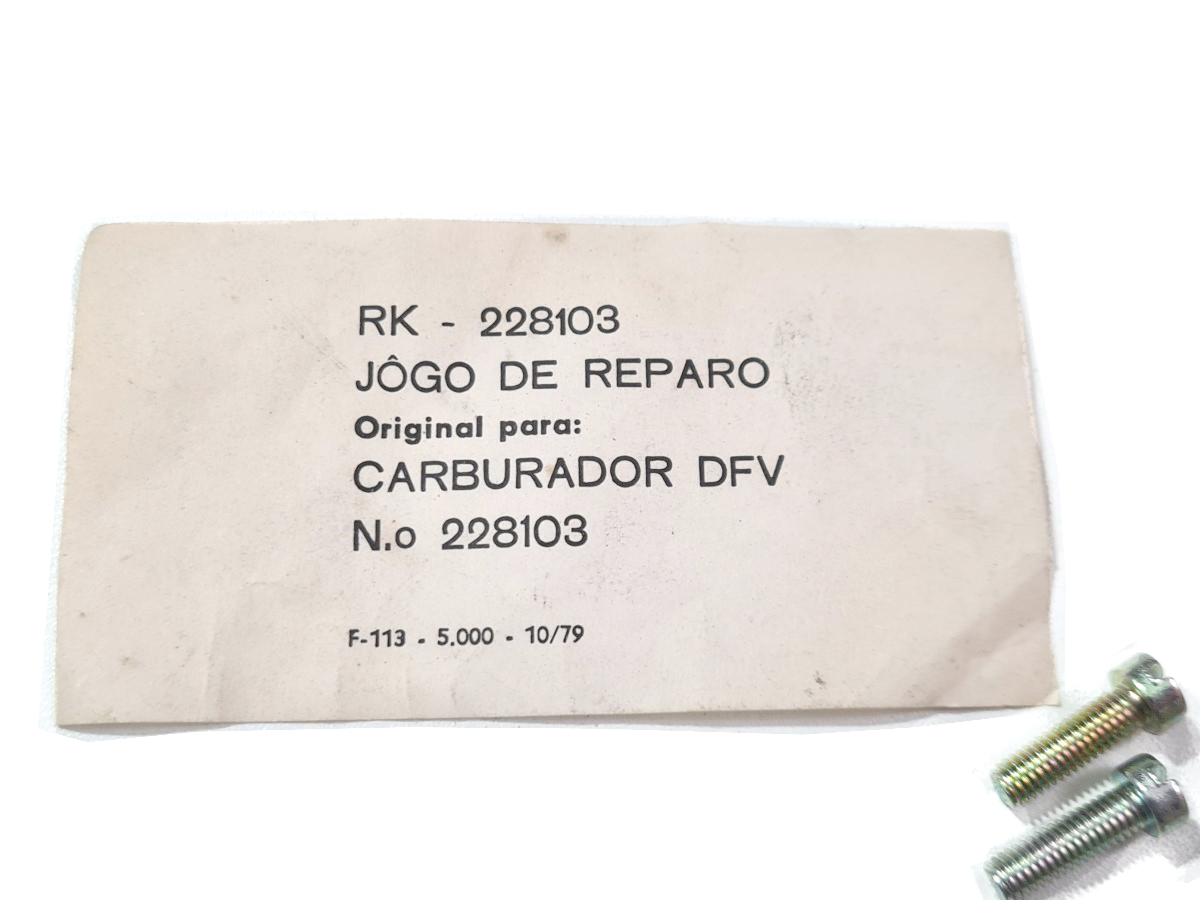 RK - 228103
JÔGO DE REPARO
Original para:
CARBURADOR DFV
N.o 228103
F-113 - 5.000 - 10/79